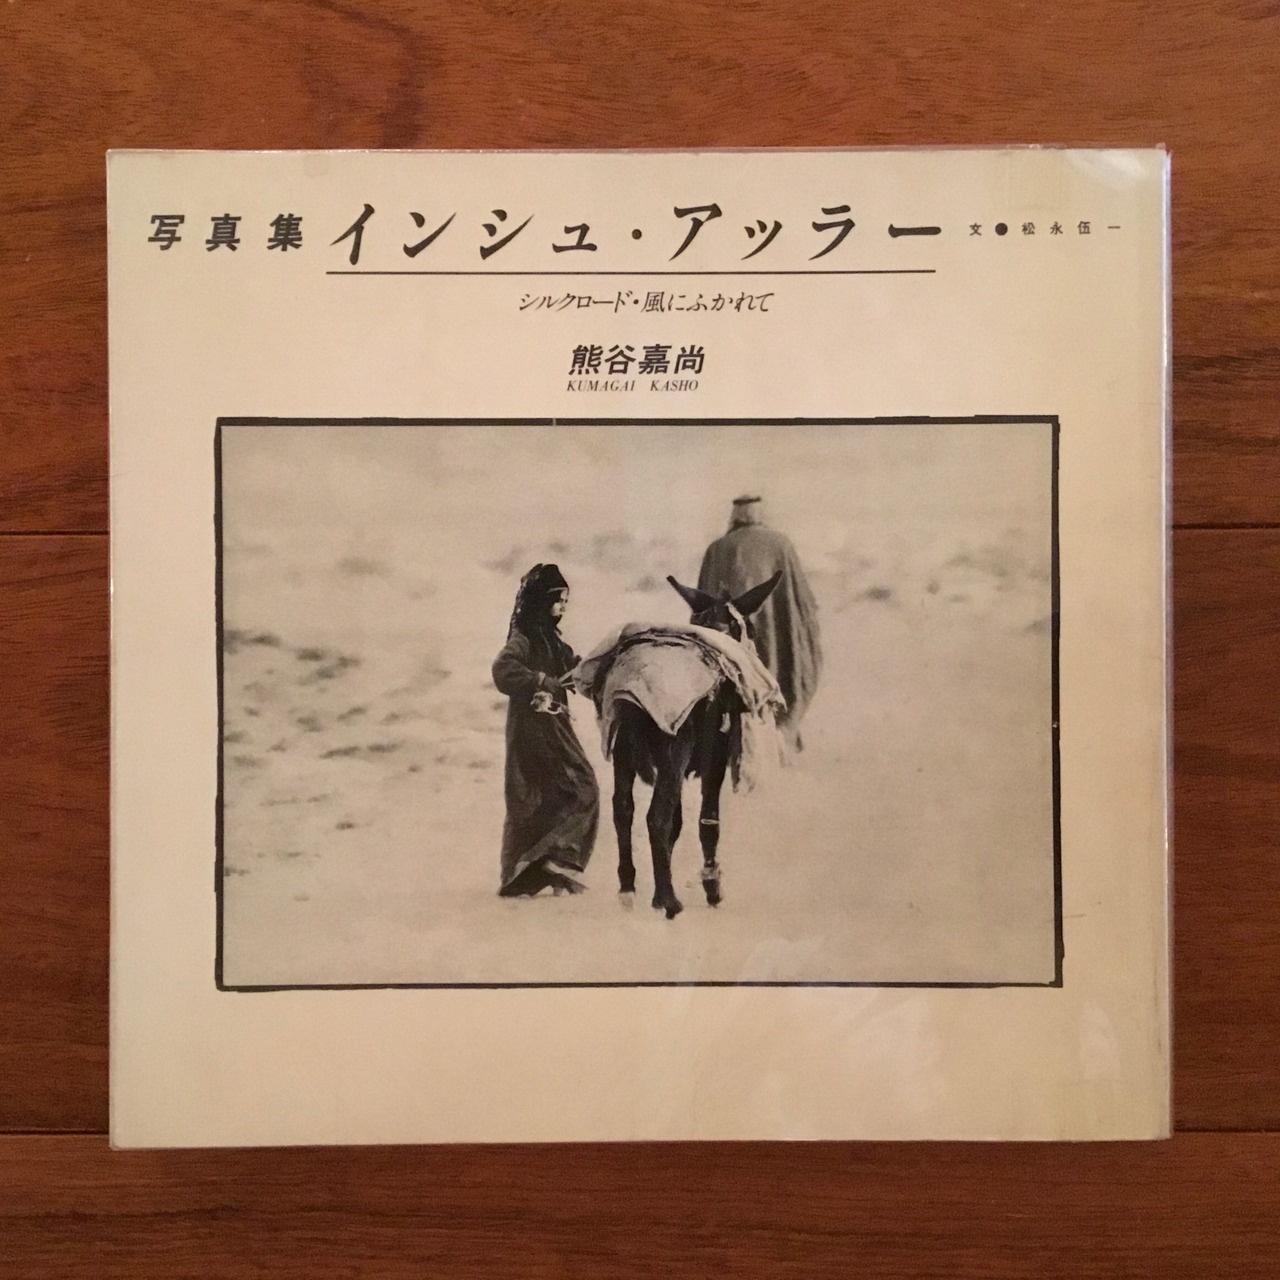 写真集 インシュ・アッラー 文●松永伍一
シルクロード・風にふかれて
熊谷嘉尚
KUMAGAI KASHO